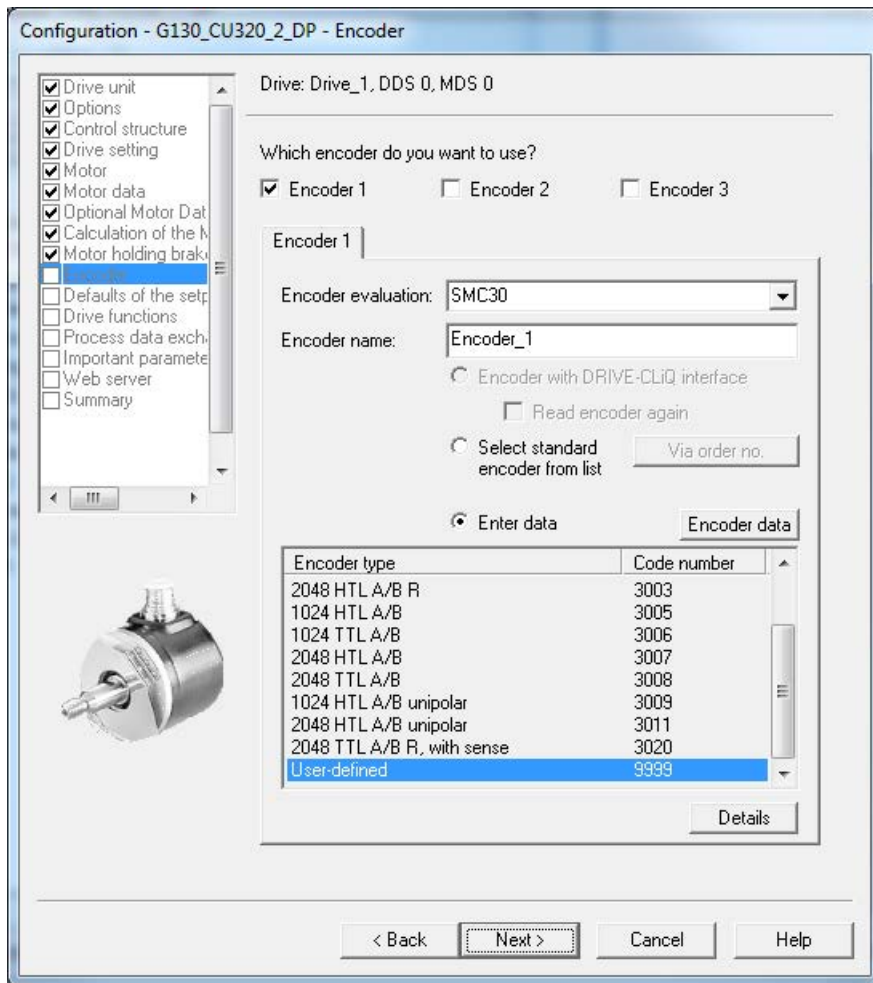 Configuration - G130_CU320_2_DP - Encoder
Drive unit
Options
Control structure
Drive setting
Motor
Motor data
Optional Motor Dat
Calculation of the M
Motor holding brak
Encoder
Defaults of the setp
Drive functions
Process data exch
Important paramete
Web server
Summary
Drive: Drive_1, DDS 0, MDS 0
Which encoder do you want to use?
Encoder 1 Encoder 2 Encoder 3
Encoder 1
Encoder evaluation: SMC30
Encoder name: Encoder_1
Encoder with DRIVE-CLiQ interface
Read encoder again
Select standard
encoder from list
Via order no.
Enter data Encoder data
Encoder type Code number
2048 HTL A/B R 3003
1024 HTL A/B 3005
1024 TTL A/B 3006
2048 HTL A/B 3007
2048 TTL A/B 3008
1024 HTL A/B unipolar 3009
2048 HTL A/B unipolar 3011
2048 TTL A/B R, with sense 3020
User-defined 9999
Details
< Back Next > Cancel Help